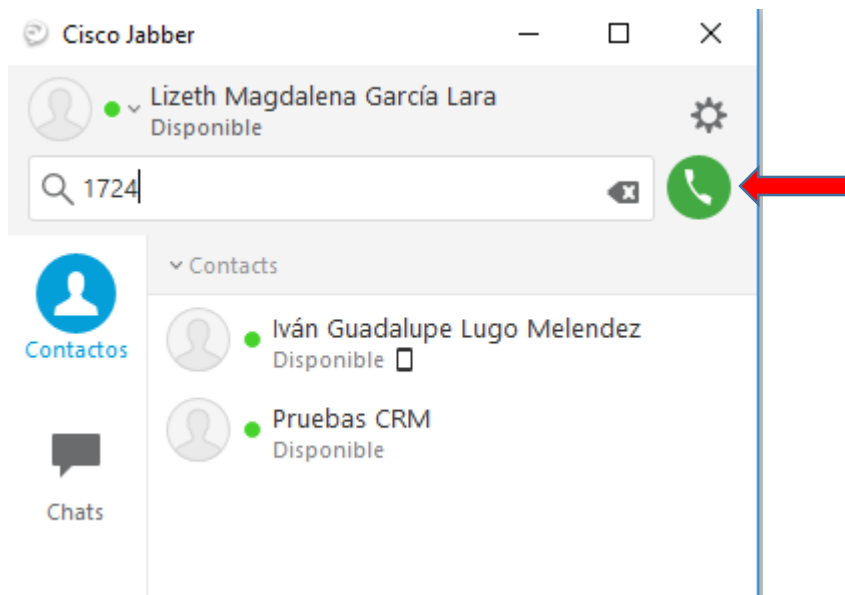 Cisco Jabber
Lizeth Magdalena García Lara
Disponible
1724
Contacts
Contactos
Iván Guadalupe Lugo Melendez
Disponible
Pruebas CRM
Disponible
Chats